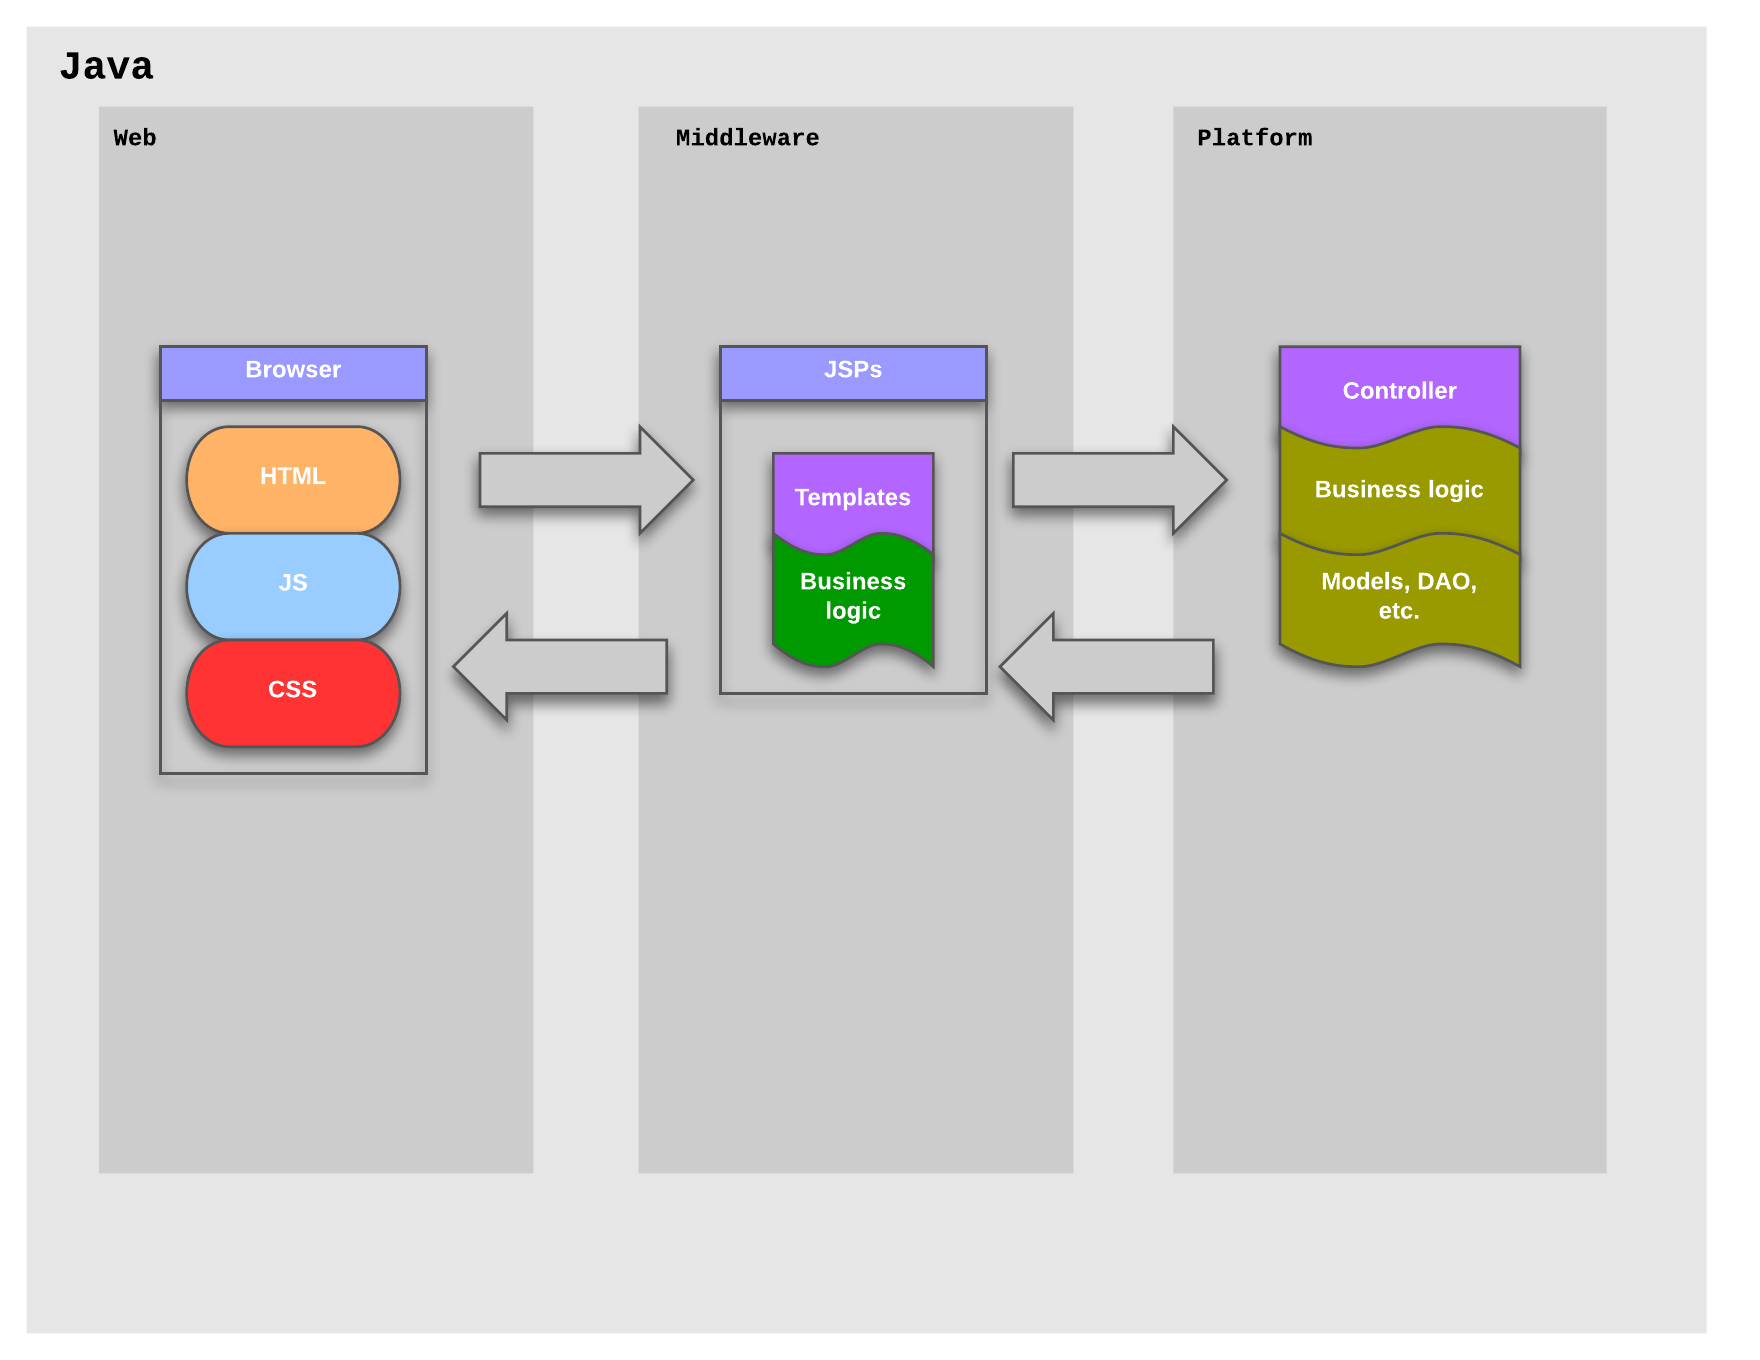 Java
Web
Middleware
Platform
Browser
HTML
JS
CSS
JSPs
Templates
Business
logic
Controller
Business logic
Models, DAO,
etc.